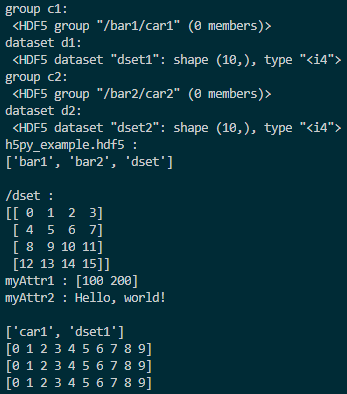 group c1:
 <HDF5 group "/bar1/car1" (0 members)>
dataset d1:
 <HDF5 dataset "dset1": shape (10,), type "<i4">
group c2:
 <HDF5 group "/bar2/car2" (0 members)>
dataset d2:
 <HDF5 dataset "dset2": shape (10,), type "<i4">
h5py_example.hdf5 :
['bar1', 'bar2', 'dset']

/dset :
[[ 0  1  2  3]
 [ 4  5  6  7]
 [ 8  9 10 11]
 [12 13 14 15]]
myAttr1 : [100 200]
myAttr2 : Hello, world!

['car1', 'dset1']
[0 1 2 3 4 5 6 7 8 9]
[0 1 2 3 4 5 6 7 8 9]
[0 1 2 3 4 5 6 7 8 9]